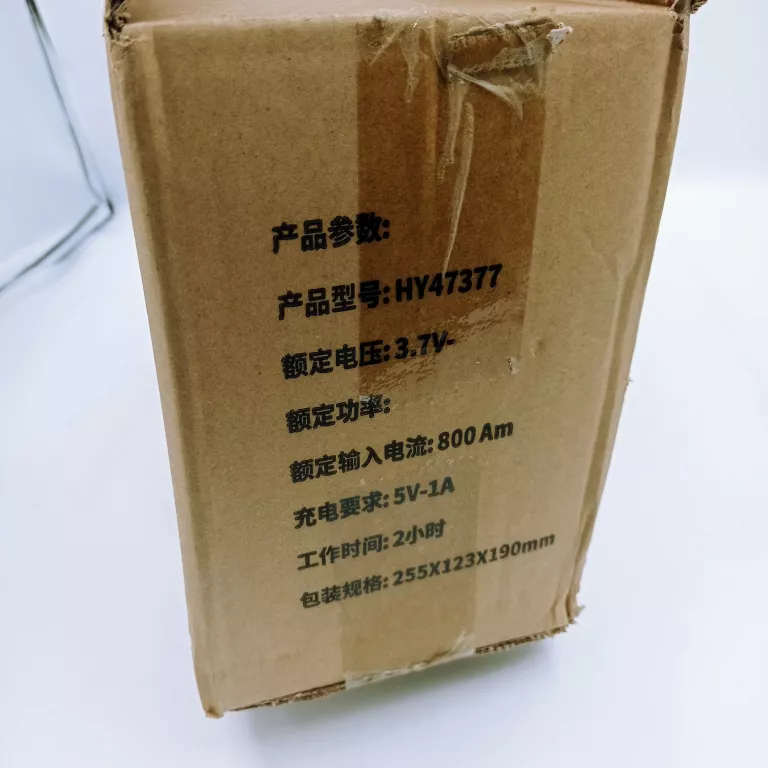 产品参数:
产品型号: HY47377
额定电压: 3.7V-
额定功率:
额定输入电流: 800 Am
充电要求: 5V-1A
工作时间: 2小时
包装规格: 255X123X190mm